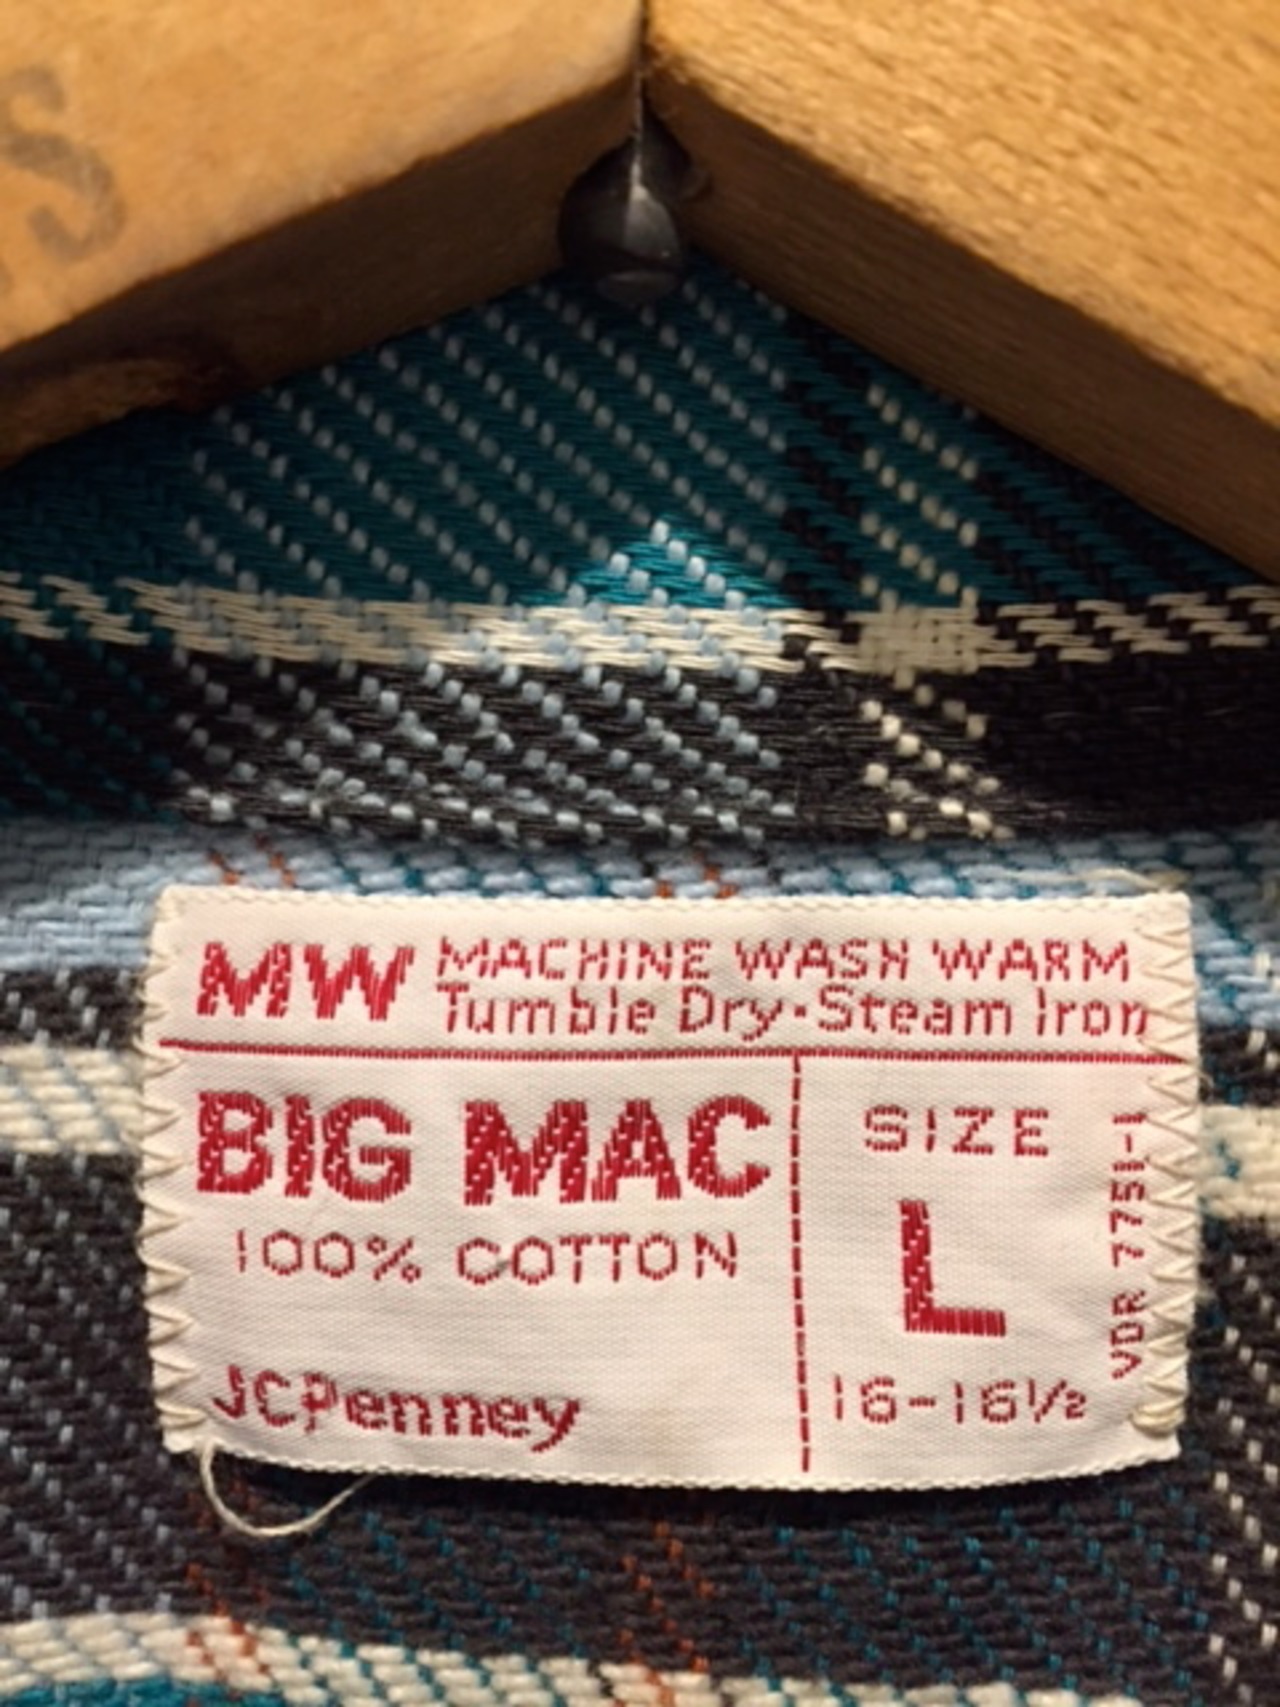 S
MW MACHINE WASH WARM
Tumble Dry·Steam Iron
BIG MAC
100% COTTON
JCPenney
SIZE
L
16-16½
VDR 7751-1